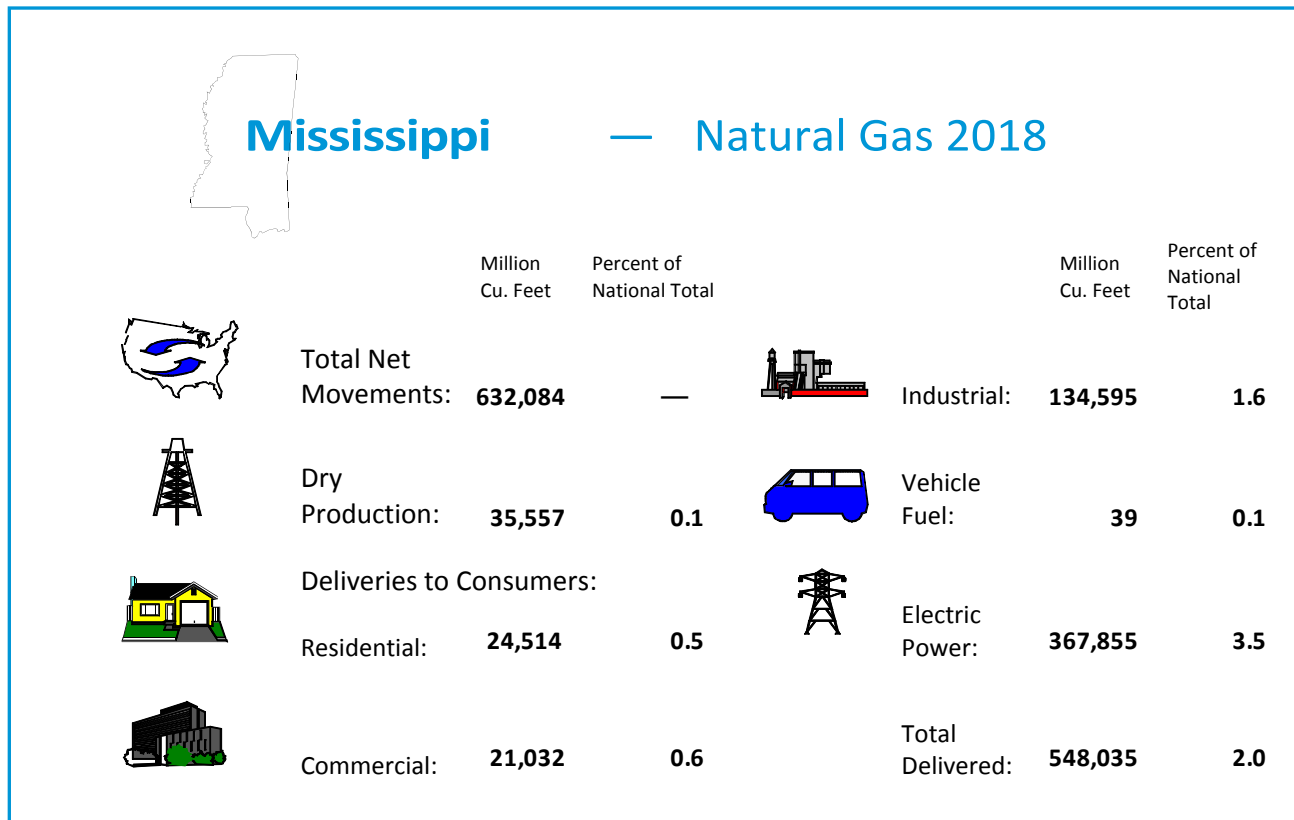 Mississippi — Natural Gas 2018
Million Percent of
Cu. Feet National Total
Total Net
Movements: 632,084 —
Dry
Production: 35,557 0.1
Deliveries to Consumers:
Residential: 24,514 0.5
Commercial: 21,032 0.6
Million Percent of
Cu. Feet National
Total
Industrial: 134,595 1.6
Vehicle
Fuel: 39 0.1
Electric
Power: 367,855 3.5
Total
Delivered: 548,035 2.0